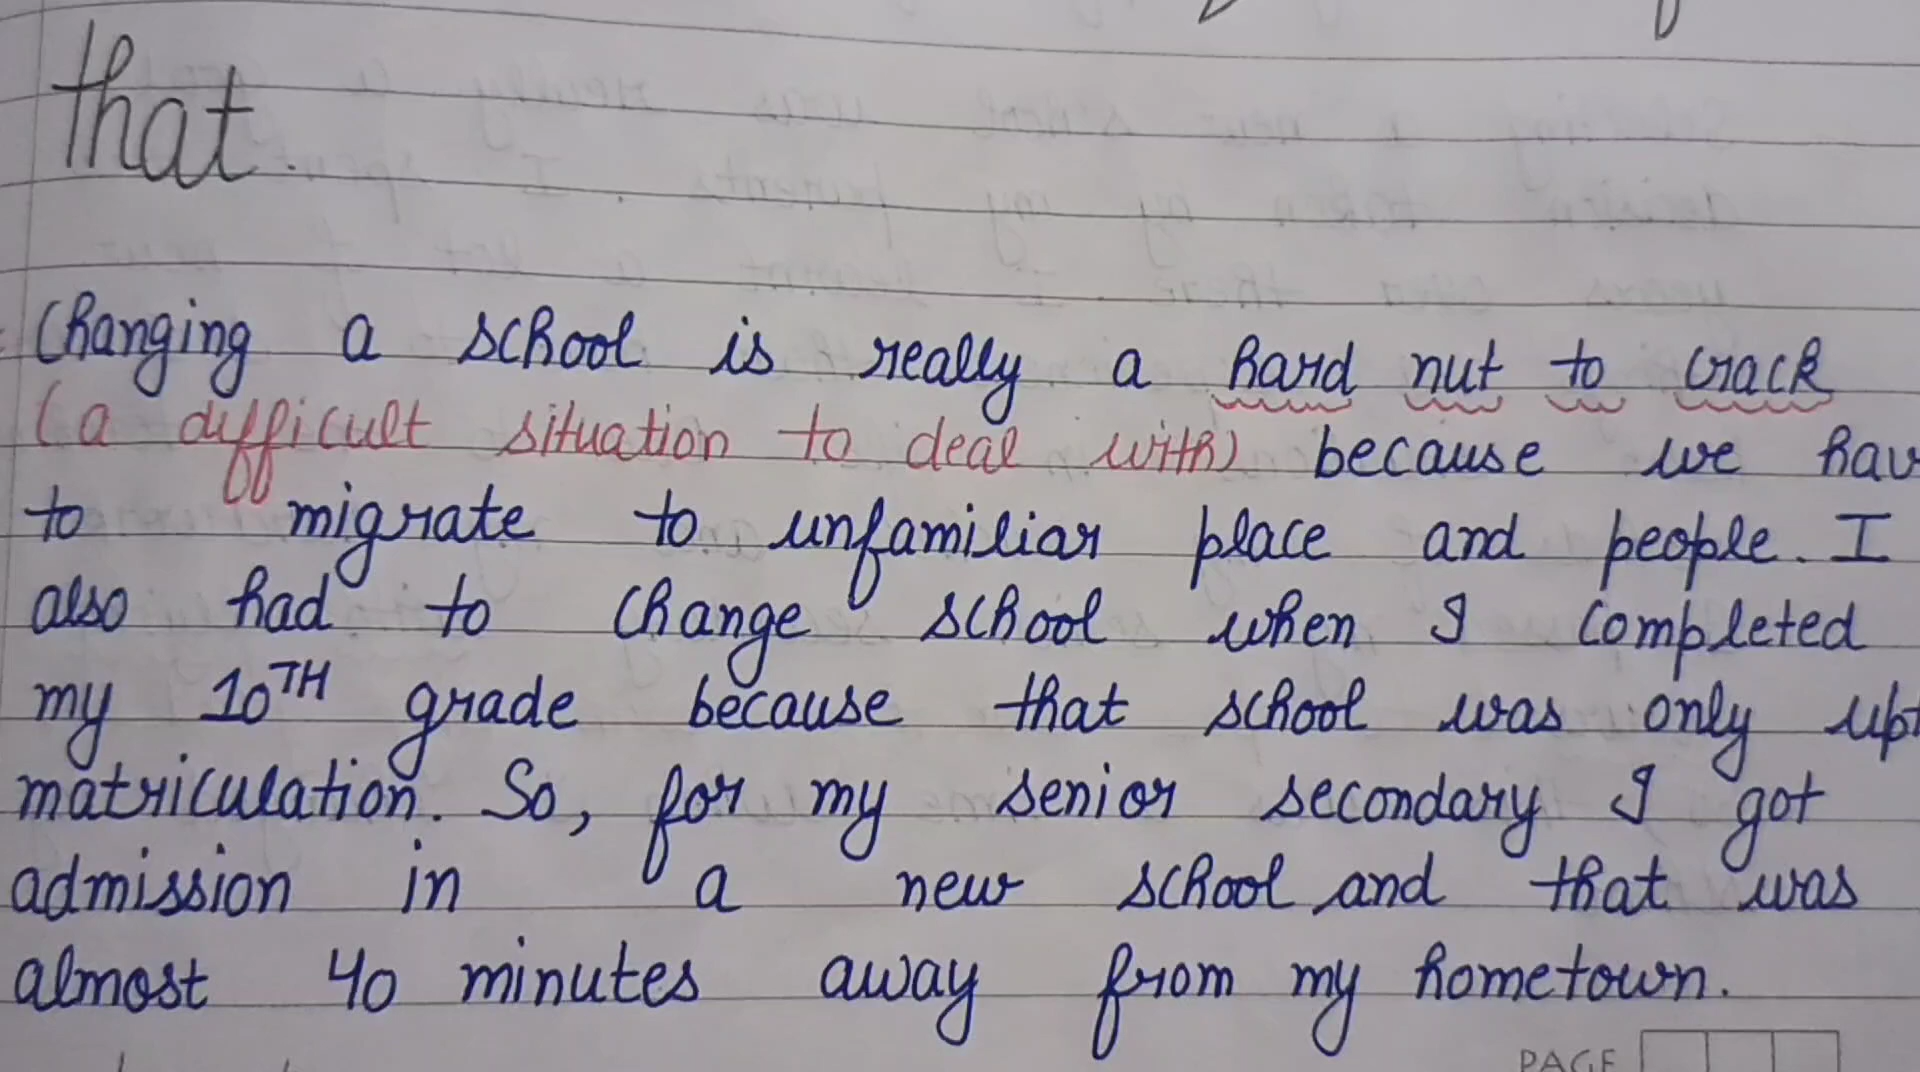 that.
Changing a school is really a hard nut to crack
(a difficult situation to deal with) because we hav
to migrate to unfamiliar place and people. I
also had to change school when I completed
my 10TH grade because that school was only upt
matriculation. So, for my senior secondary I got
admission in a new school and that was
almost 40 minutes away from my hometown.
PAGE